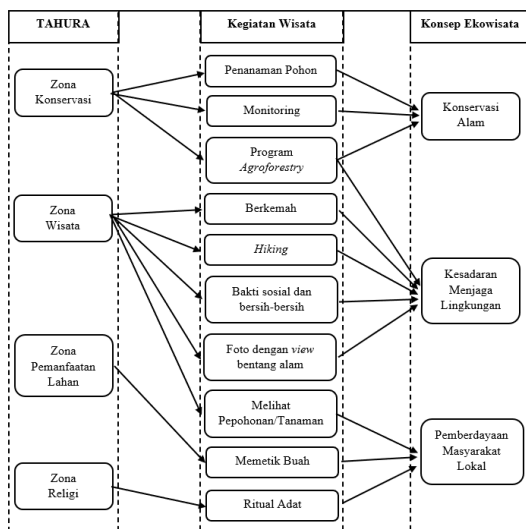 TAHURA
Kegiatan Wisata
Konsep Ekowisata
Zona
Konservasi
Zona
Wisata
Zona
Pemanfaatan
Lahan
Zona
Religi
Penanaman Pohon
Monitoring
Program
Agroforestry
Berkemah
Hiking
Bakti sosial dan
bersih-bersih
Foto dengan view
bentang alam
Melihat
Pepohonan/Tanaman
Memetik Buah
Ritual Adat
Konservasi
Alam
Kesadaran
Menjaga
Lingkungan
Pemberdayaan
Masyarakat
Lokal